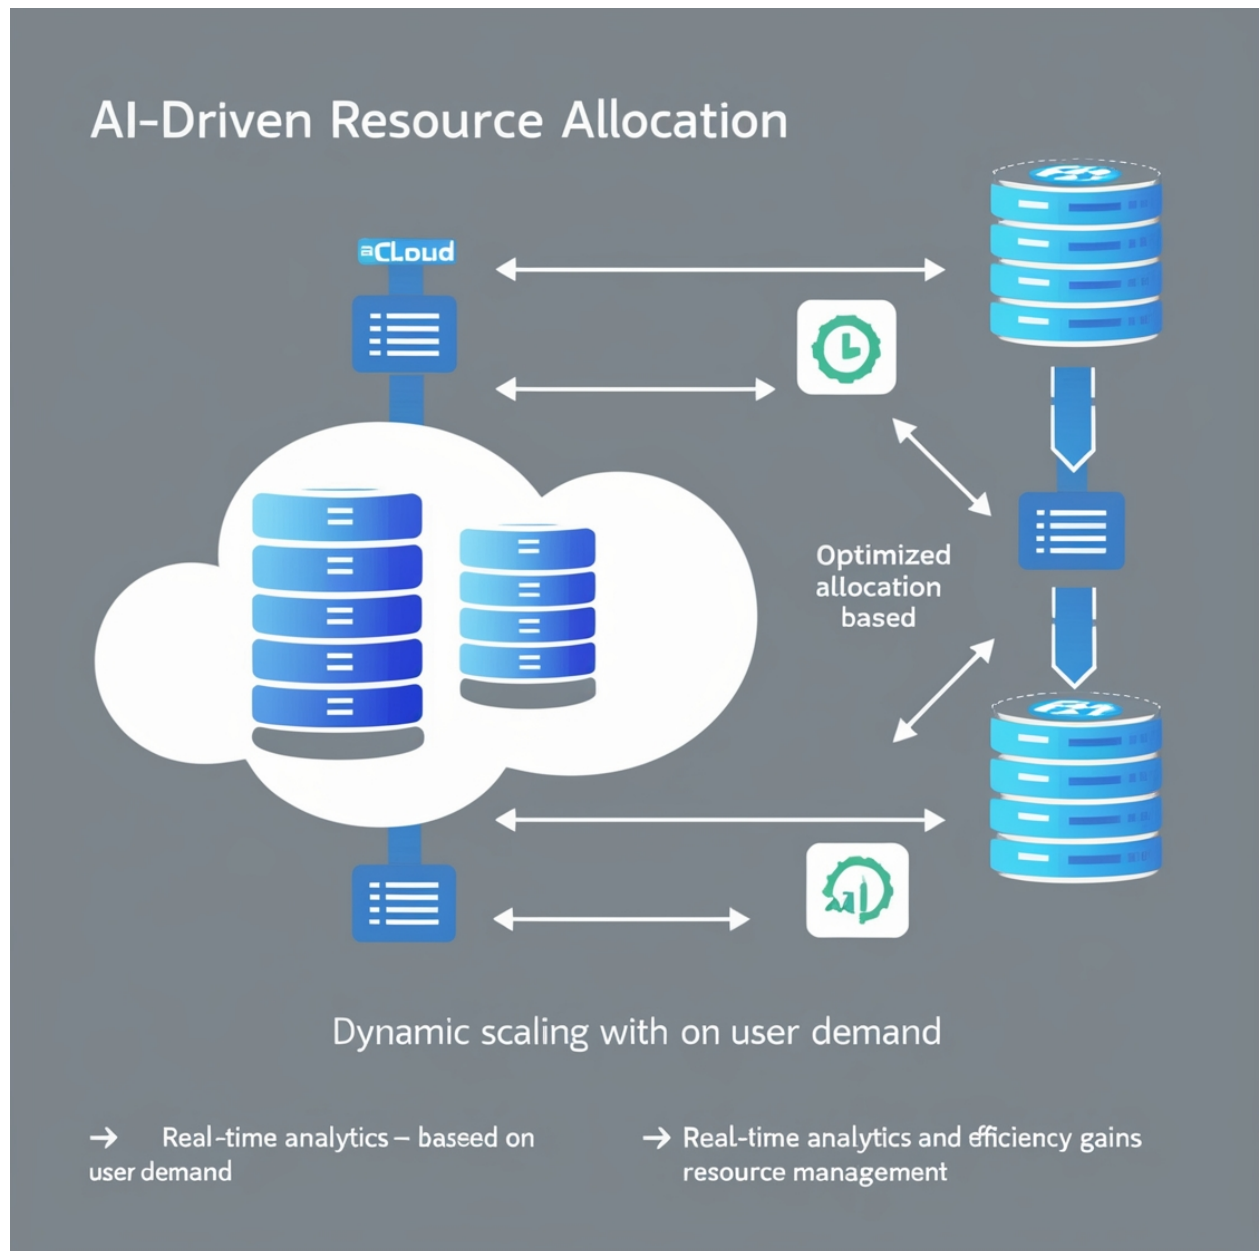 AI-Driven Resource Allocation
CLoud
Optimized
allocation
based
Dynamic scaling with on user demand
→ Real-time analytics – baseed on
user demand
→ Real-time analytics and efficiency gains
resource management